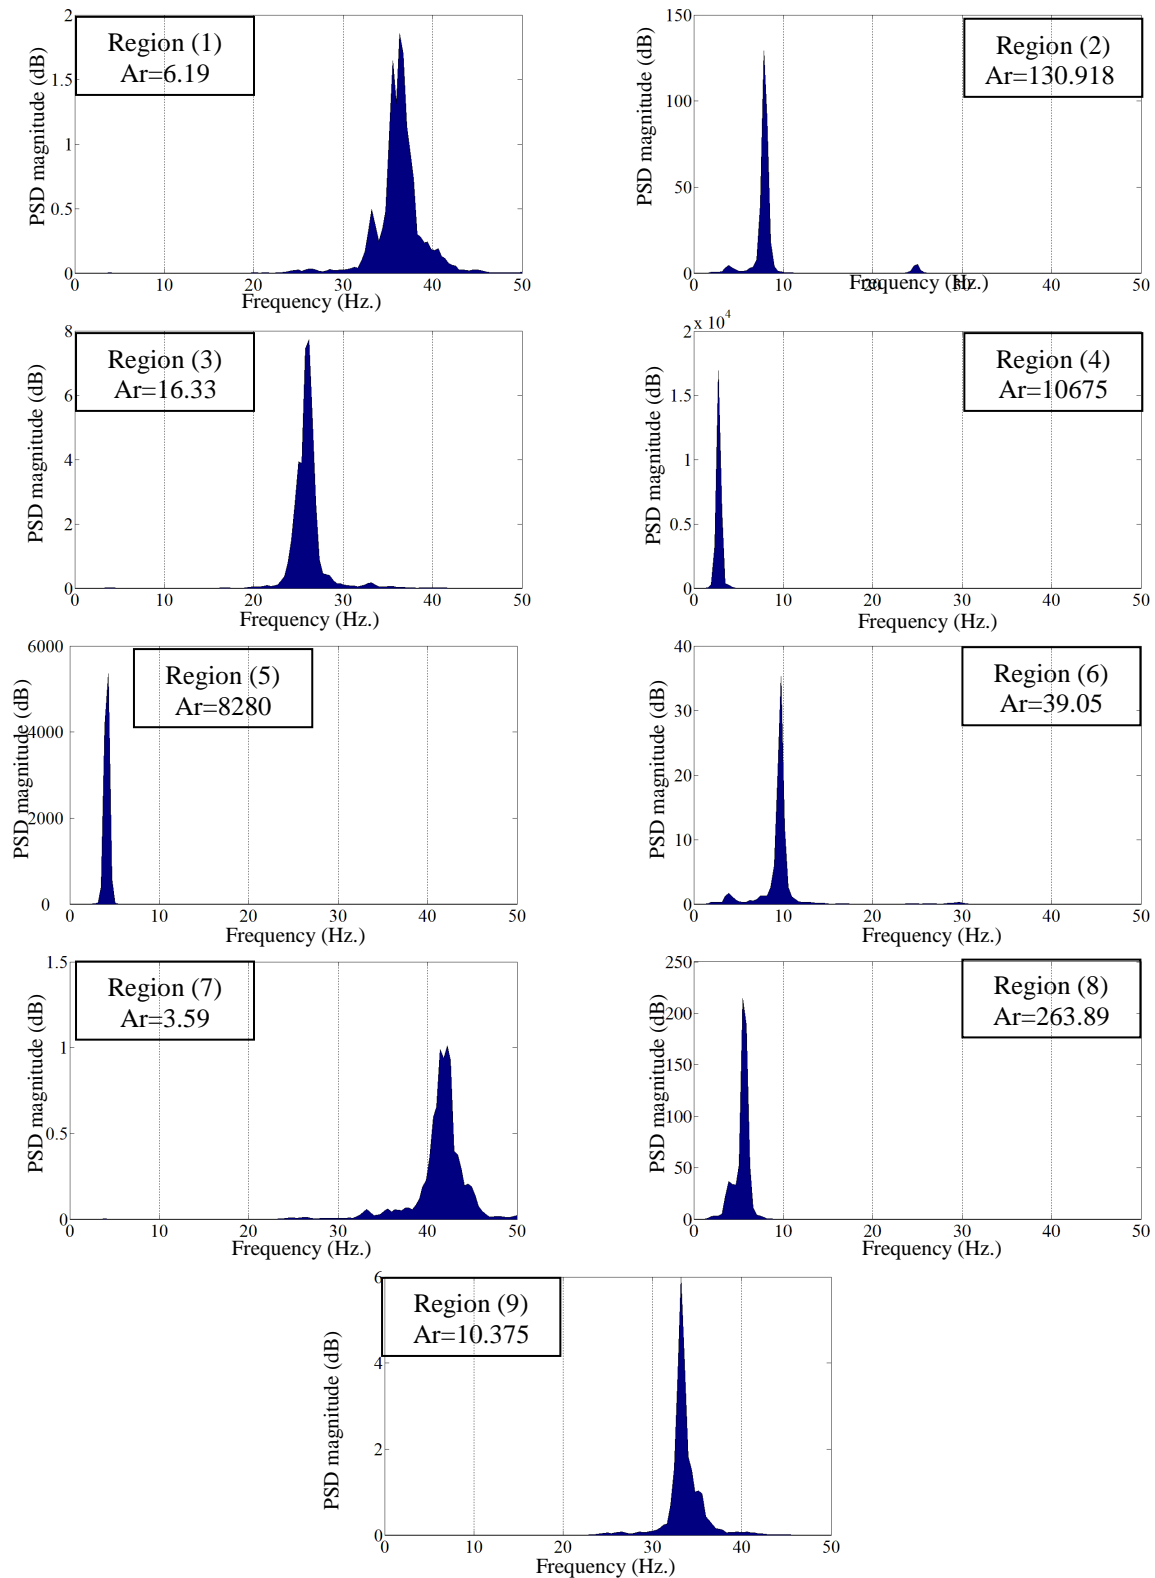 2
1.5
1
0.5
0
PSD magnitude (dB)
Region (1)
Ar=6.19
0 10 20 30 40 50
Frequency (Hz.)
150
100
50
0
PSD magnitude (dB)
Region (2)
Ar=130.918
0 10 20 30 40 50
Frequency (Hz.)
8
6
4
2
0
PSD magnitude (dB)
Region (3)
Ar=16.33
0 10 20 30 40 50
Frequency (Hz.)
x 10^4
2
1.5
1
0.5
0
PSD magnitude (dB)
Region (4)
Ar=10675
0 10 20 30 40 50
Frequency (Hz.)
6000
4000
2000
0
PSD magnitude (dB)
Region (5)
Ar=8280
0 10 20 30 40 50
Frequency (Hz.)
40
30
20
10
0
PSD magnitude (dB)
Region (6)
Ar=39.05
0 10 20 30 40 50
Frequency (Hz.)
1.5
1
0.5
0
PSD magnitude (dB)
Region (7)
Ar=3.59
0 10 20 30 40 50
Frequency (Hz.)
250
200
150
100
50
0
PSD magnitude (dB)
Region (8)
Ar=263.89
0 10 20 30 40 50
Frequency (Hz.)
6
4
2
0
PSD magnitude (dB)
Region (9)
Ar=10.375
0 10 20 30 40 50
Frequency (Hz.)